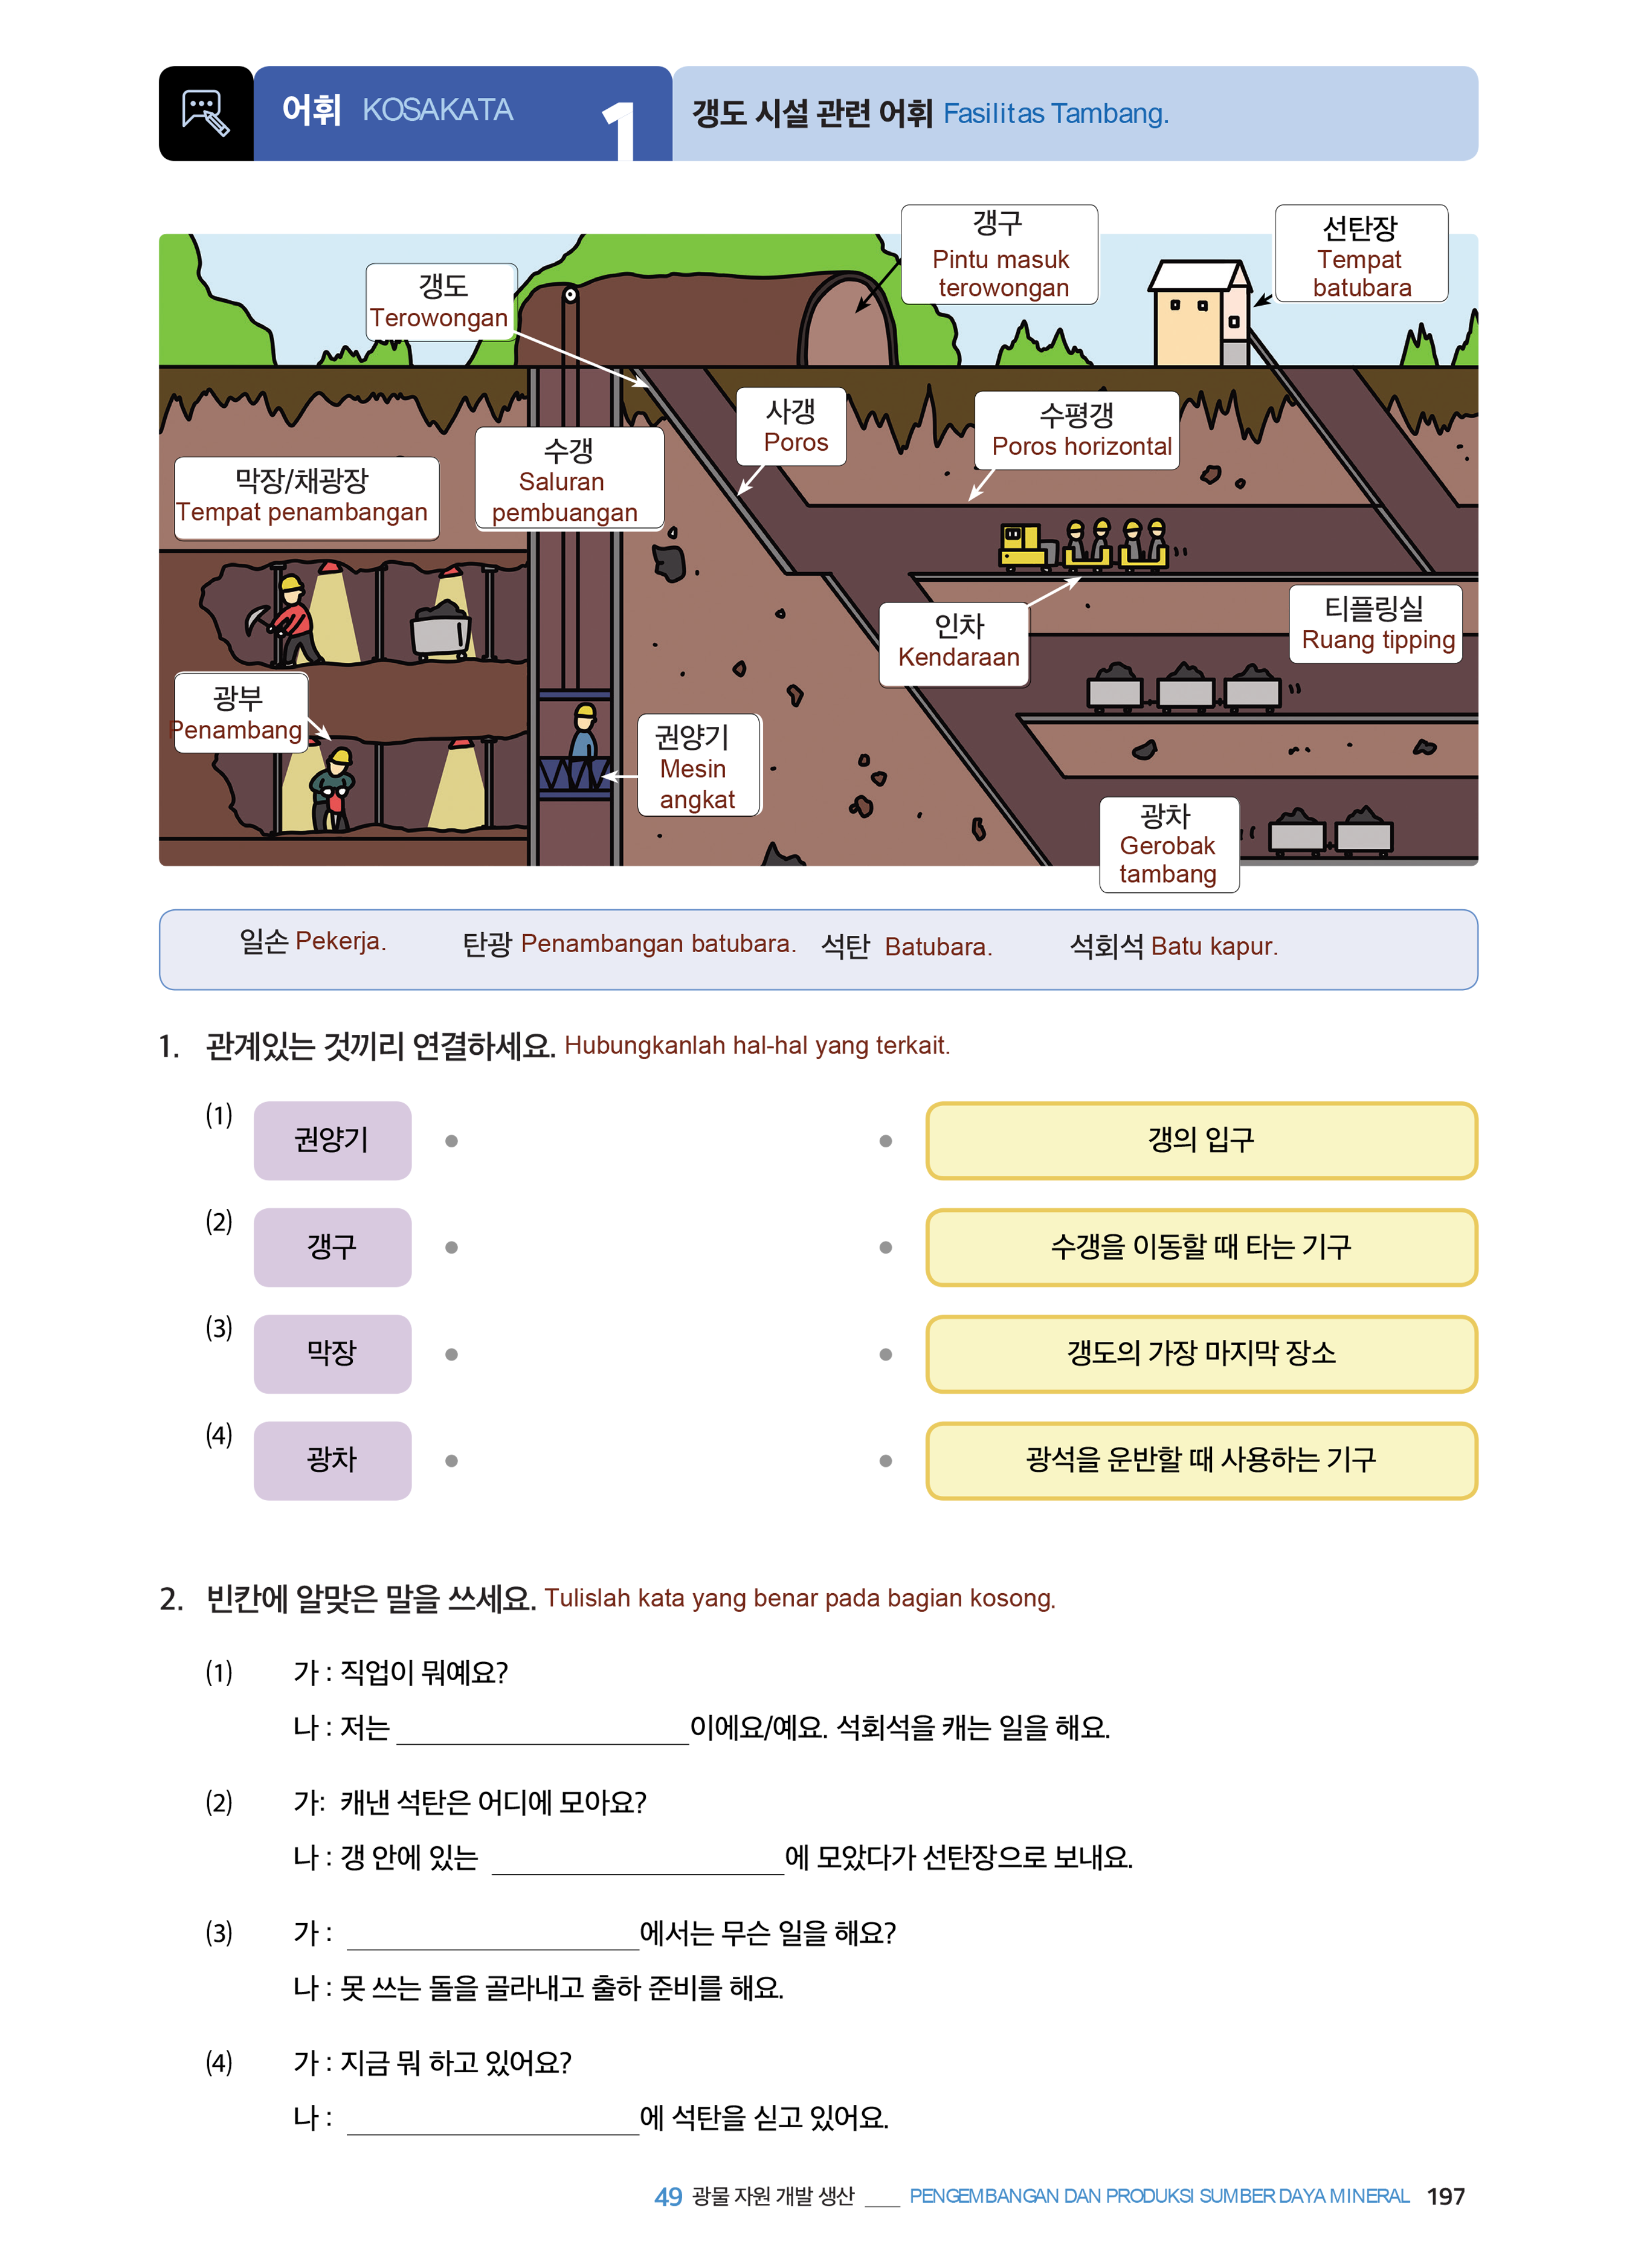 어휘 KOSAKATA 1 갱도 시설 관련 어휘 Fasilitas Tambang.
갱구
Pintu masuk
terowongan
선탄장
Tempat
batubara
갱도
Terowongan
사갱
Poros
수평갱
Poros horizontal
수갱
Saluran
pembuangan
막장/채광장
Tempat penambangan
인차
Kendaraan
티플링실
Ruang tipping
광부
Penambang
권양기
Mesin
angkat
광차
Gerobak
tambang
일손 Pekerja. 탄광 Penambangan batubara. 석탄 Batubara. 석회석 Batu kapur.
1. 관계있는 것끼리 연결하세요. Hubungkanlah hal-hal yang terkait.
(1) 권양기 갱의 입구
(2) 갱구 수갱을 이동할 때 타는 기구
(3) 막장 갱도의 가장 마지막 장소
(4) 광차 광석을 운반할 때 사용하는 기구
2. 빈칸에 알맞은 말을 쓰세요. Tulislah kata yang benar pada bagian kosong.
(1) 가 : 직업이 뭐예요?
나 : 저는 ____________ 이에요/예요. 석회석을 캐는 일을 해요.
(2) 가: 캐낸 석탄은 어디에 모아요?
나 : 갱 안에 있는 ____________ 에 모았다가 선탄장으로 보내요.
(3) 가 : ____________ 에서는 무슨 일을 해요?
나 : 못 쓰는 돌을 골라내고 출하 준비를 해요.
(4) 가 : 지금 뭐 하고 있어요?
나 : ____________ 에 석탄을 싣고 있어요.
49 광물 자원 개발 생산 ___ PENGEMBANGAN DAN PRODUKSI SUMBER DAYA MINERAL 197